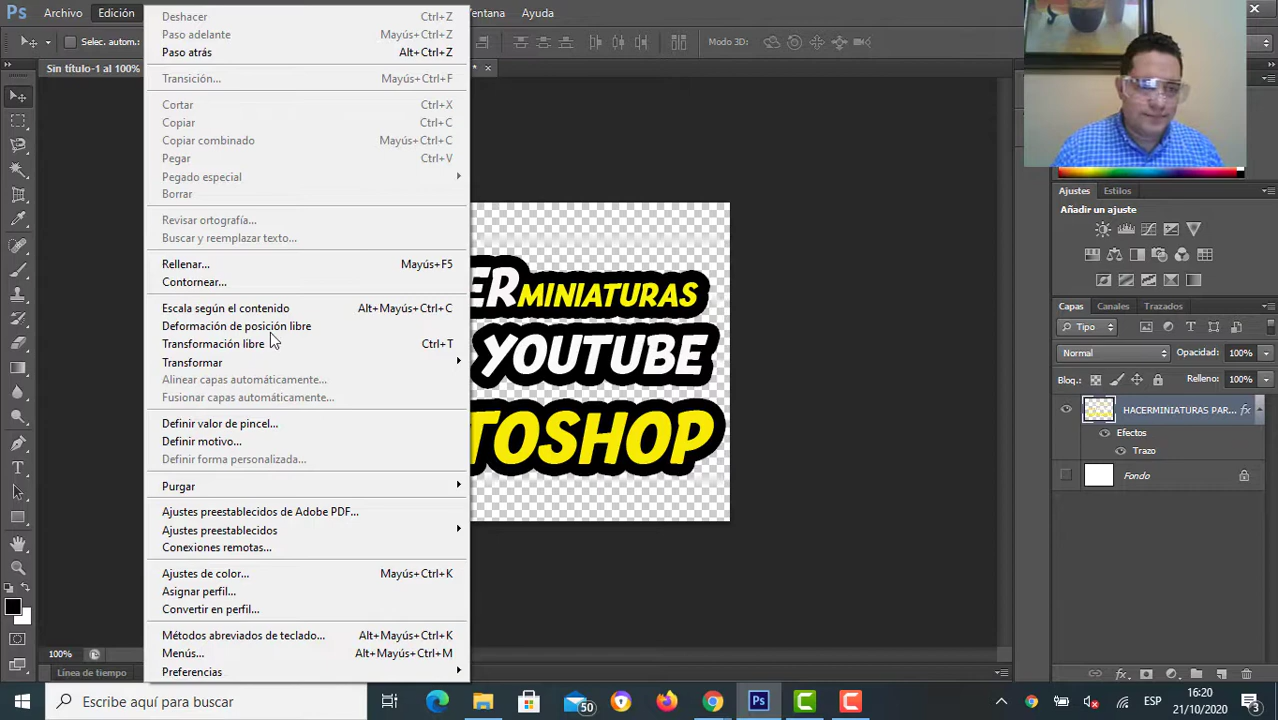 Ps Archivo Edición entana Ayuda
Selec. autom.: Modo 3D:
Sin título-1 al 100% * ×
Deshacer Ctrl+Z
Paso adelante Mayús+Ctrl+Z
Paso atrás Alt+Ctrl+Z
Transición... Mayús+Ctrl+F
Cortar Ctrl+X
Copiar Ctrl+C
Copiar combinado Mayús+Ctrl+C
Pegar Ctrl+V
Pegado especial
Borrar
Revisar ortografía...
Buscar y reemplazar texto...
Rellenar... Mayús+F5
Contornear...
Escala según el contenido Alt+Mayús+Ctrl+C
Deformación de posición libre
Transformación libre Ctrl+T
Transformar
Alinear capas automáticamente...
Fusionar capas automáticamente...
Definir valor de pincel...
Definir motivo...
Definir forma personalizada...
Purgar
Ajustes preestablecidos de Adobe PDF...
Ajustes preestablecidos
Conexiones remotas...
Ajustes de color... Mayús+Ctrl+K
Asignar perfil...
Convertir en perfil...
Métodos abreviados de teclado... Alt+Mayús+Ctrl+K
Menús... Alt+Mayús+Ctrl+M
Preferencias
ER MINIATURAS
YOUTUBE
TOSHOP
Ajustes Estilos
Añadir un ajuste
Capas Canales Trazados
Tipo
Normal Opacidad: 100%
Bloq.: Relleno: 100%
HACERMINIATURAS PAR... fx
Efectos
Trazo
Fondo
100%
Línea de tiempo
Escribe aquí para buscar
50
Ps
ESP
16:20
21/10/2020
3